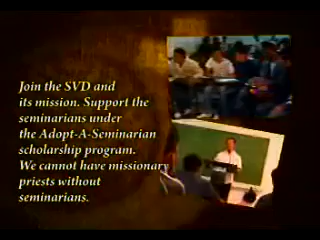 Join the SVD and
its mission. Support the
seminarians under
the Adopt-A-Seminarian
scholarship program.
We cannot have missionary
priests without
seminarians.